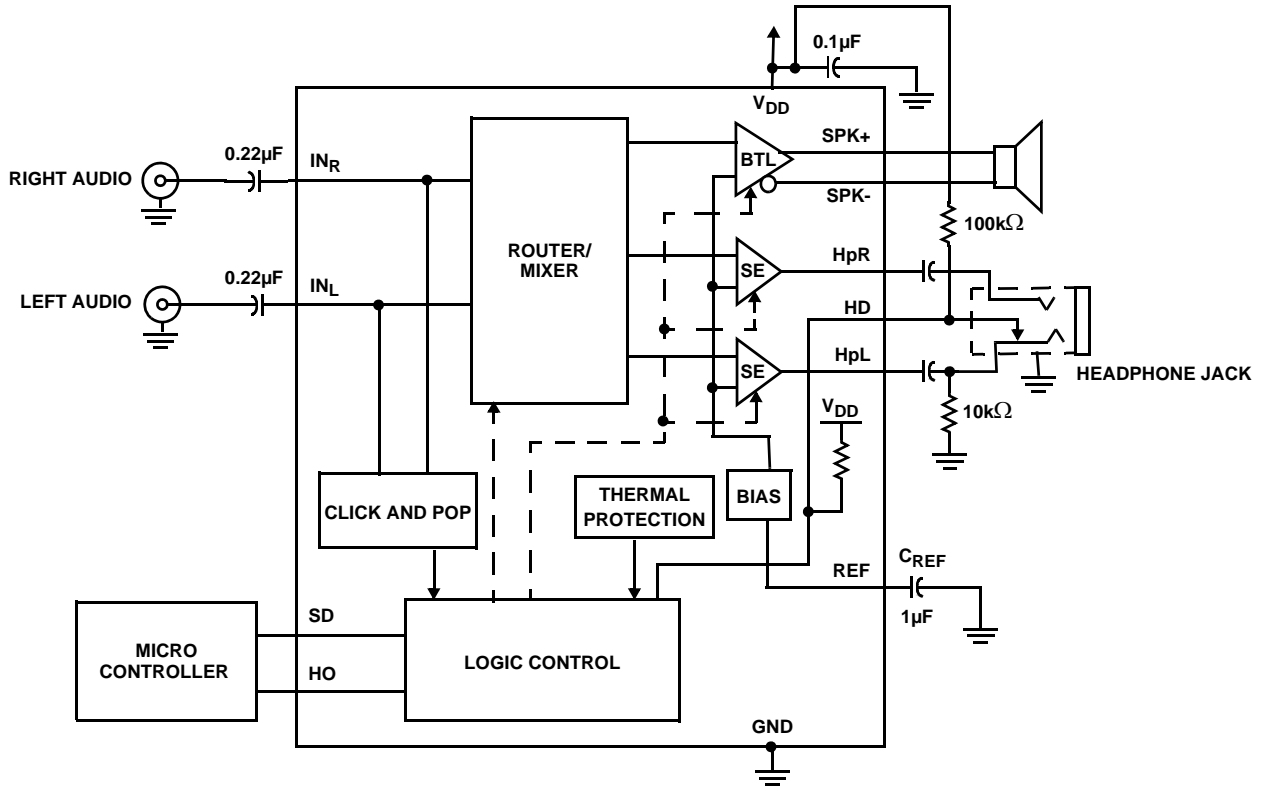 0.1µF
VDD
SPK+
BTL
SPK-
0.22µF
INR
RIGHT AUDIO
100kΩ
ROUTER/
MIXER
HpR
SE
0.22µF
INL
LEFT AUDIO
HD
HpL
SE
HEADPHONE JACK
VDD
10kΩ
THERMAL
PROTECTION
BIAS
CLICK AND POP
CREF
REF
1µF
SD
MICRO
CONTROLLER
LOGIC CONTROL
HO
GND